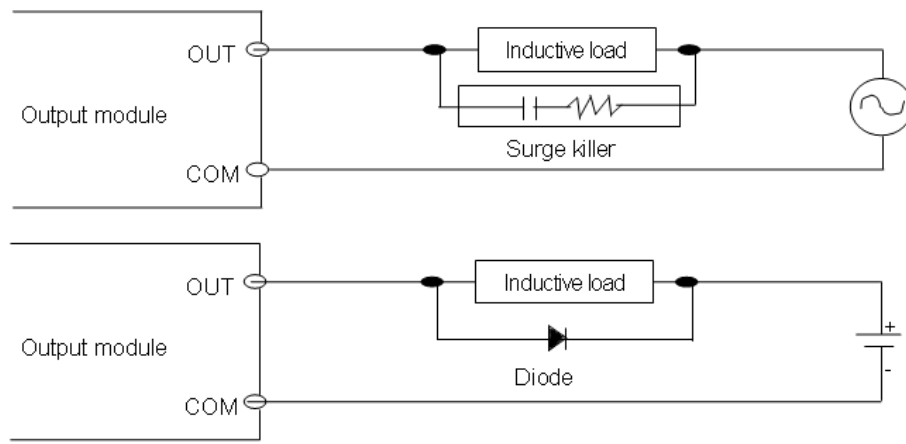 OUT
Inductive load
Output module
Surge killer
COM
OUT
Inductive load
+
Output module
-
Diode
COM